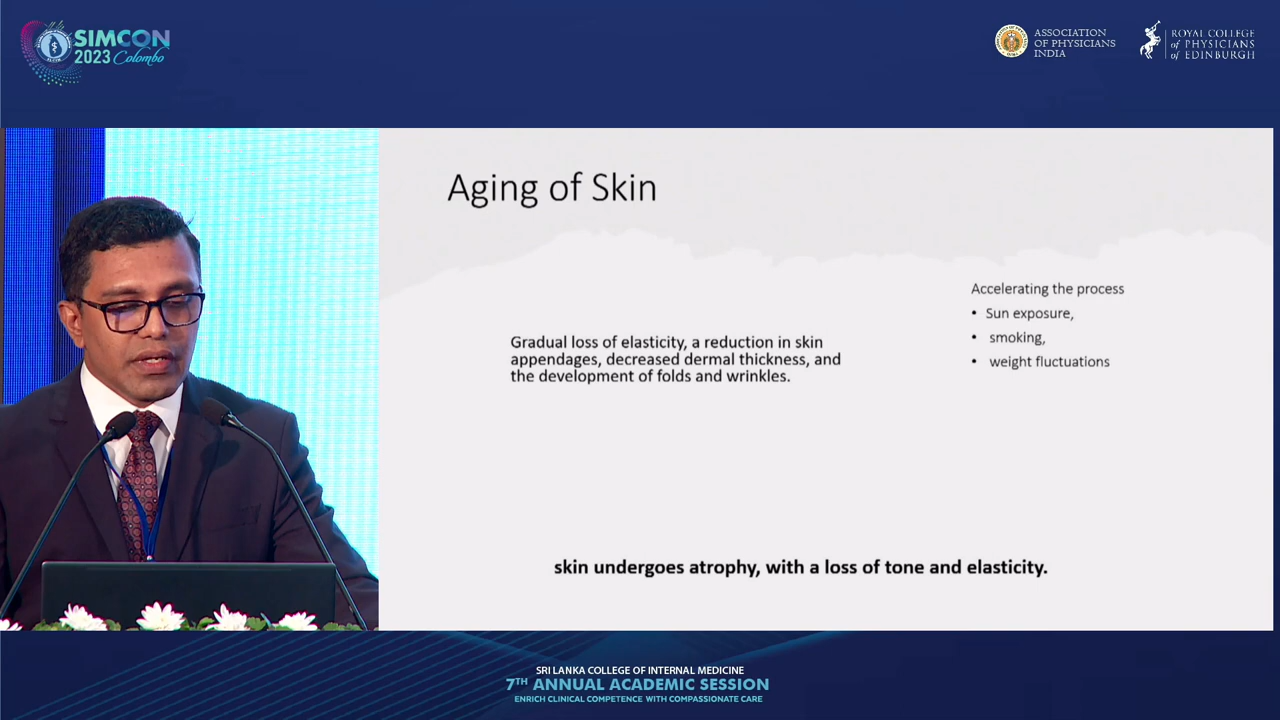 SIMCON
2023 Colombo
ASSOCIATION
OF PHYSICIANS
INDIA
ROYAL COLLEGE
of PHYSICIANS
of EDINBURGH
Aging of Skin
Accelerating the process
• Sun exposure,
• smoking,
• weight fluctuations
Gradual loss of elasticity, a reduction in skin
appendages, decreased dermal thickness, and
the development of folds and wrinkles.
skin undergoes atrophy, with a loss of tone and elasticity.
SRI LANKA COLLEGE OF INTERNAL MEDICINE
7TH ANNUAL ACADEMIC SESSION
ENRICH CLINICAL COMPETENCE WITH COMPASSIONATE CARE